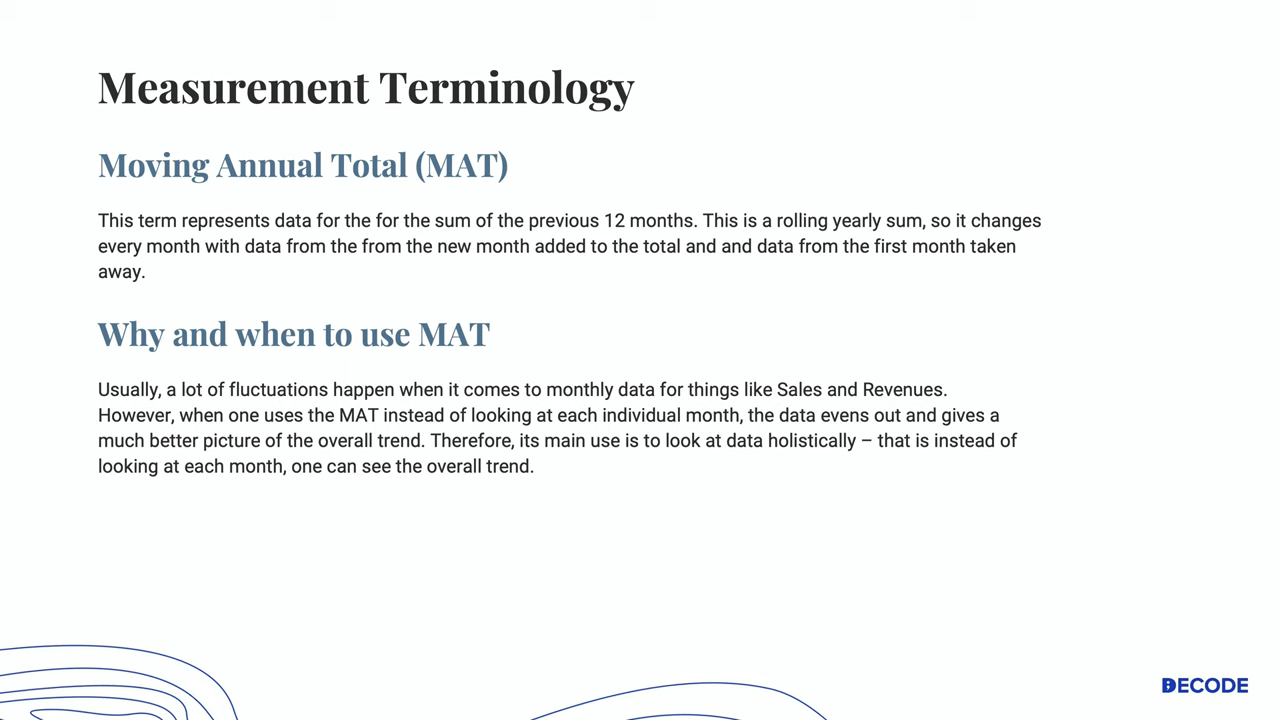 Measurement Terminology
Moving Annual Total (MAT)
This term represents data for the for the sum of the previous 12 months. This is a rolling yearly sum, so it changes
every month with data from the from the new month added to the total and and data from the first month taken
away.
Why and when to use MAT
Usually, a lot of fluctuations happen when it comes to monthly data for things like Sales and Revenues.
However, when one uses the MAT instead of looking at each individual month, the data evens out and gives a
much better picture of the overall trend. Therefore, its main use is to look at data holistically – that is instead of
looking at each month, one can see the overall trend.
DECODE